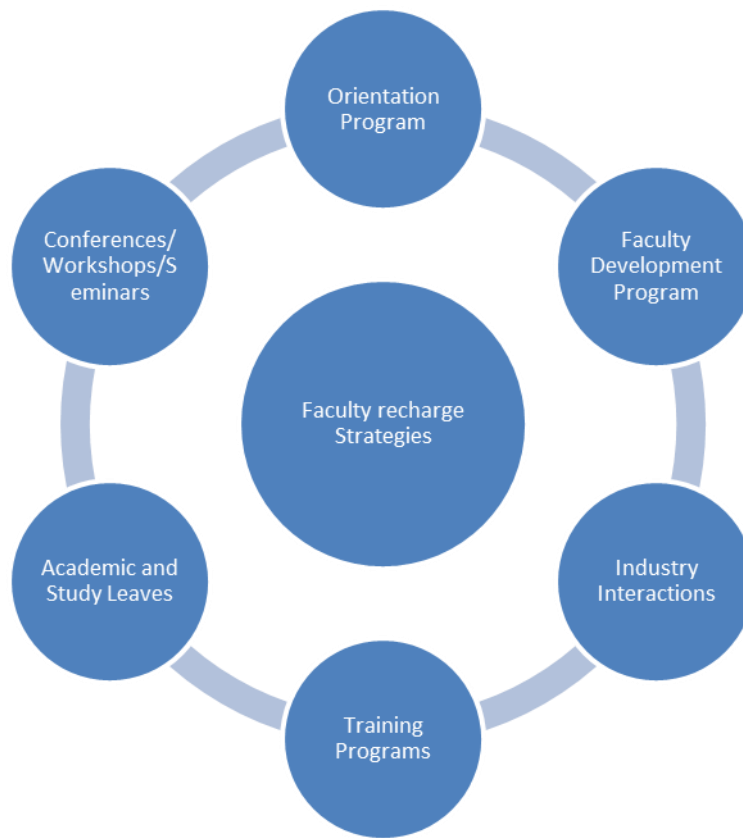 Orientation
Program
Faculty
Development
Program
Industry
Interactions
Training
Programs
Academic and
Study Leaves
Conferences/
Workshops/S
eminars
Faculty recharge
Strategies